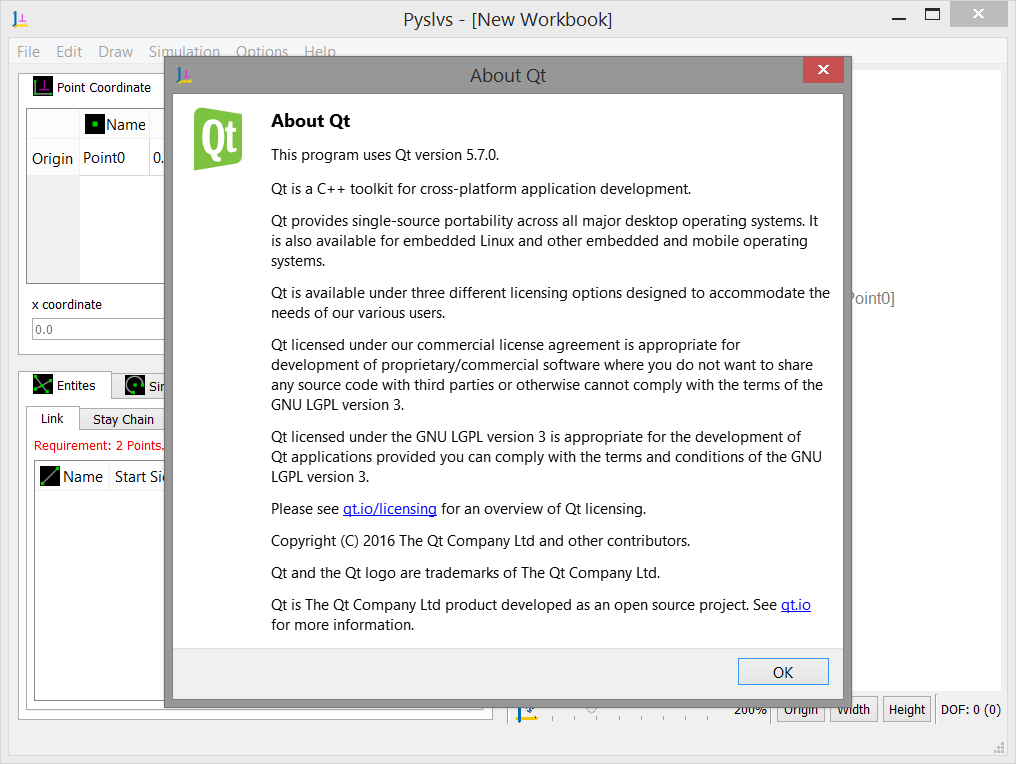 Pyslvs - [New Workbook]
File Edit Draw Simulation Options Help
Point Coordinate
Name
Origin Point0 0.
x coordinate
0.0
Entites
Link Stay Chain
Requirement: 2 Points.
Name Start
About Qt
Qt
About Qt
This program uses Qt version 5.7.0.
Qt is a C++ toolkit for cross-platform application development.
Qt provides single-source portability across all major desktop operating systems. It
is also available for embedded Linux and other embedded and mobile operating
systems.
Qt is available under three different licensing options designed to accommodate the
needs of our various users.
Qt licensed under our commercial license agreement is appropriate for
development of proprietary/commercial software where you do not want to share
any source code with third parties or otherwise cannot comply with the terms of the
GNU LGPL version 3.
Qt licensed under the GNU LGPL version 3 is appropriate for the development of
Qt applications provided you can comply with the terms and conditions of the GNU
LGPL version 3.
Please see qt.io/licensing for an overview of Qt licensing.
Copyright (C) 2016 The Qt Company Ltd and other contributors.
Qt and the Qt logo are trademarks of The Qt Company Ltd.
Qt is The Qt Company Ltd product developed as an open source project. See qt.io
for more information.
OK
Point0]
200% Origin Width Height DOF: 0 (0)